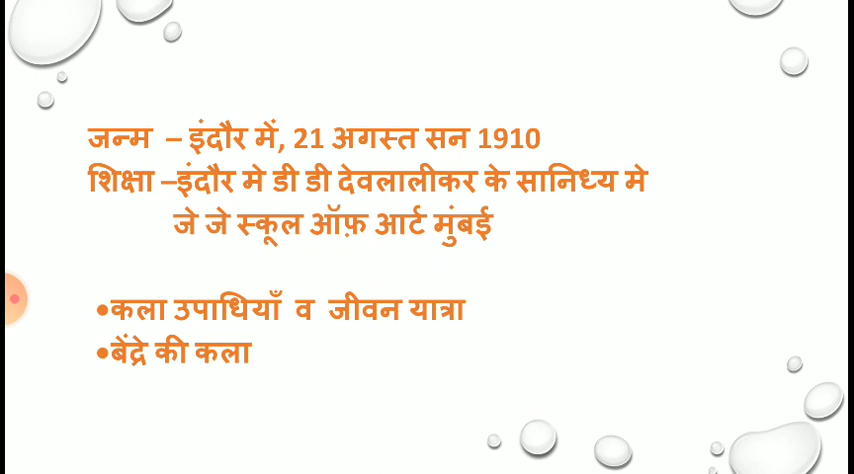 जन्म – इंदौर में, 21 अगस्त सन 1910
शिक्षा –इंदौर मे डी डी देवलालीकर के सानिध्य मे
जे जे स्कूल ऑफ़ आर्ट मुंबई
•कला उपाधियाँ व जीवन यात्रा
•बेंद्रे की कला